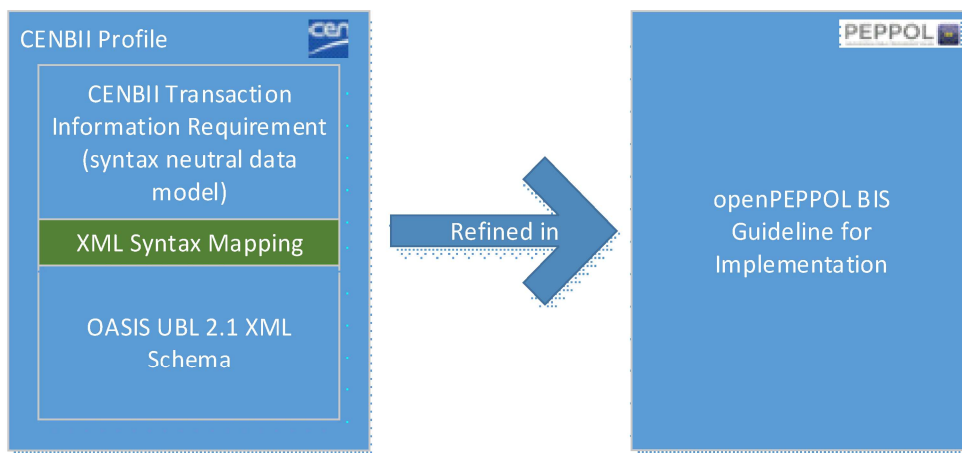 CENBII Profile
cen
CENBII Transaction
Information Requirement
(syntax neutral data
model)
XML Syntax Mapping
OASIS UBL 2.1 XML
Schema
Refined in
PEPPOL
openPEPPOL BIS
Guideline for
Implementation